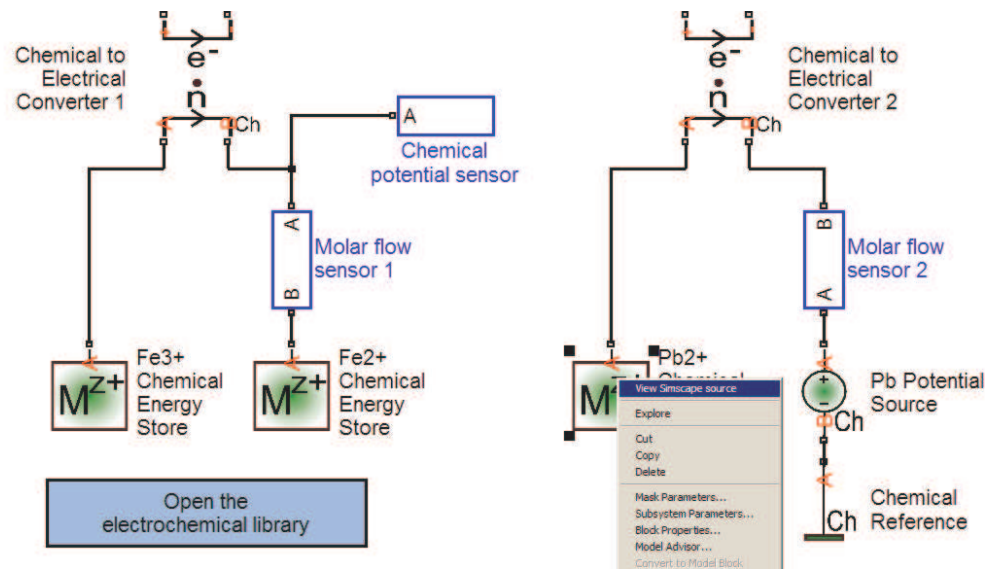 Chemical to
Electrical
Converter 1
e-
ṅ
A
B
Ch
A
Chemical
potential sensor
A
Molar flow
sensor 1
B
A
Mz+
Fe3+
Chemical
Energy
Store
A
Mz+
Fe2+
Chemical
Energy
Store
Open the
electrochemical library
e-
ṅ
Chemical to
Electrical
Converter 2
A
B
Ch
B
Molar flow
sensor 2
A
A
Mz
Pb2+
View Simscape source
Explore
Cut
Copy
Delete
Mask Parameters...
Subsystem Parameters...
Block Properties...
Model Advisor...
Convert to Model Block
A
+
−
Pb Potential
Source
B
Ch
A
Chemical
Reference
Ch